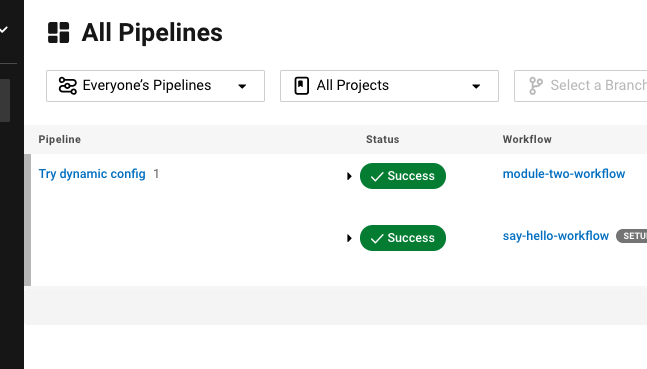 All Pipelines
Everyone’s Pipelines
All Projects
Select a Branch
Pipeline Status Workflow
Try dynamic config 1 Success module-two-workflow
Success say-hello-workflow SETU